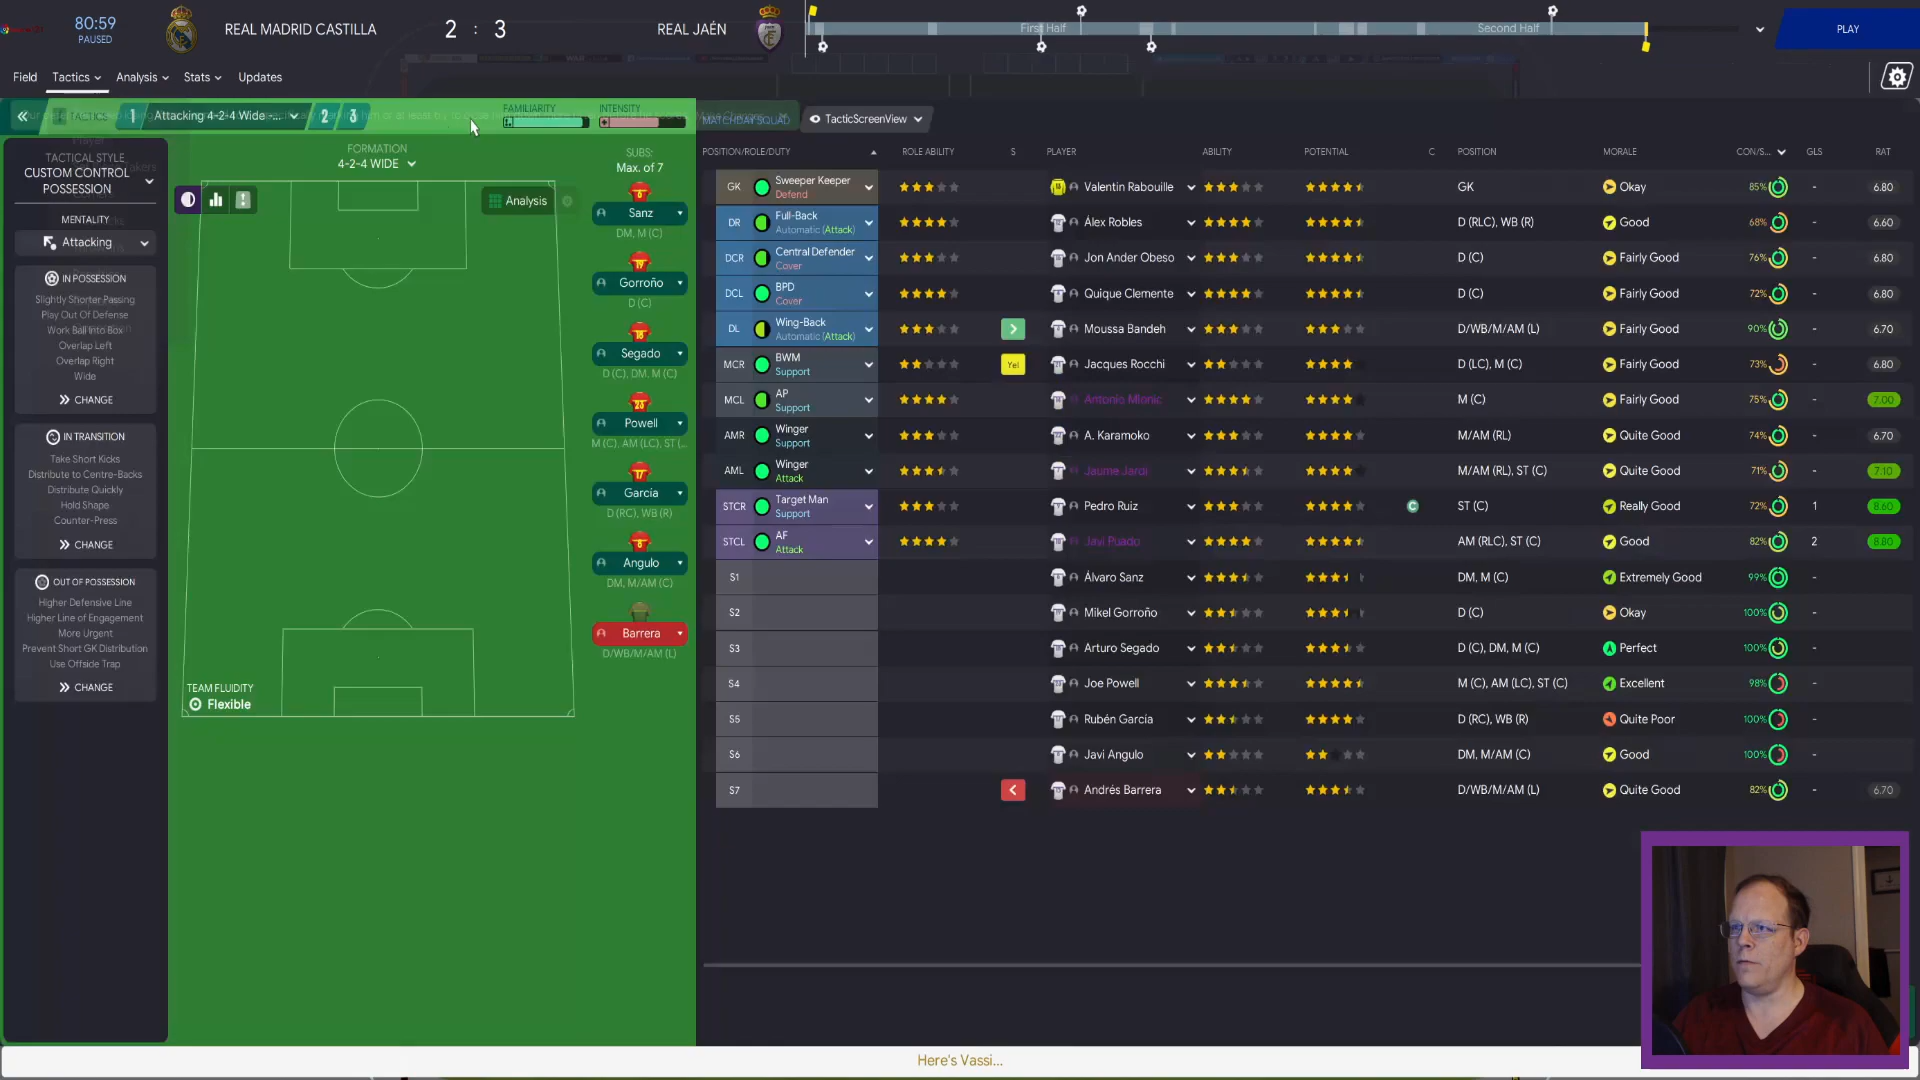 80:59
PAUSED
REAL MADRID CASTILLA
2 : 3
REAL JAÉN
First Half
Second Half
PLAY
Field
Tactics
Analysis
Stats
Updates
TACTICS
1
Attacking 4-2-4 Wide -...
2
3
FAMILIARITY
INTENSITY
MATCHDAY SQUAD
TacticScreenView
TACTICAL STYLE
CUSTOM CONTROL
POSSESSION
MENTALITY
Attacking
IN POSSESSION
Slightly Shorter Passing
Play Out Of Defense
Work Ball Into Box
Overlap Left
Overlap Right
Wide
CHANGE
IN TRANSITION
Take Short Kicks
Distribute to Centre-Backs
Distribute Quickly
Hold Shape
Counter-Press
CHANGE
OUT OF POSSESSION
Higher Defensive Line
Higher Line of Engagement
More Urgent
Prevent Short GK Distribution
Use Offside Trap
CHANGE
FORMATION
4-2-4 WIDE
Analysis
TEAM FLUIDITY
Flexible
SUBS:
Max. of 7
Sanz
DM, M (C)
19
Gorroño
D (C)
Segado
D (C), DM, M (C)
Powell
M (C), AM (LC), ST (...
17
García
D (RC), WB (R)
8
Angulo
DM, M/AM (C)
Barrera
D/WB/M/AM (L)
POSITION/ROLE/DUTY ROLE ABILITY S PLAYER ABILITY POTENTIAL C POSITION MORALE CON/S... GLS RAT
GK Sweeper Keeper Defend Valentin Rabouille GK Okay 85% - 6.80
DR Full-Back Automatic (Attack) Álex Robles D (RLC), WB (R) Good 68% - 6.60
DCR Central Defender Cover Jon Ander Obeso D (C) Fairly Good 76% - 6.80
DCL BPD Cover Quique Clemente D (C) Fairly Good 72% - 6.80
DL Wing-Back Automatic (Attack) Moussa Bandeh D/WB/M/AM (L) Fairly Good 90% - 6.70
MCR BWM Support Yel Jacques Rocchi D (LC), M (C) Fairly Good 73% - 6.80
MCL AP Support Antonio Mionic M (C) Fairly Good 75% - 7.00
AMR Winger Support A. Karamoko M/AM (RL) Quite Good 74% - 6.70
AML Winger Attack Jaume Jardí M/AM (RL), ST (C) Quite Good 71% - 7.10
STCR Target Man Support Pedro Ruiz C ST (C) Really Good 72% 1 8.60
STCL AF Attack Javi Puado AM (RLC), ST (C) Good 82% 2 8.80
S1 Álvaro Sanz DM, M (C) Extremely Good 99% -
S2 Mikel Gorroño D (C) Okay 100% -
S3 Arturo Segado D (C), DM, M (C) Perfect 100% -
S4 Joe Powell M (C), AM (LC), ST (C) Excellent 98% -
S5 Rubén García D (RC), WB (R) Quite Poor 100% -
S6 Javi Angulo DM, M/AM (C) Good 100% -
S7 Andrés Barrera D/WB/M/AM (L) Quite Good 82% - 6.70
Here's Vassi...